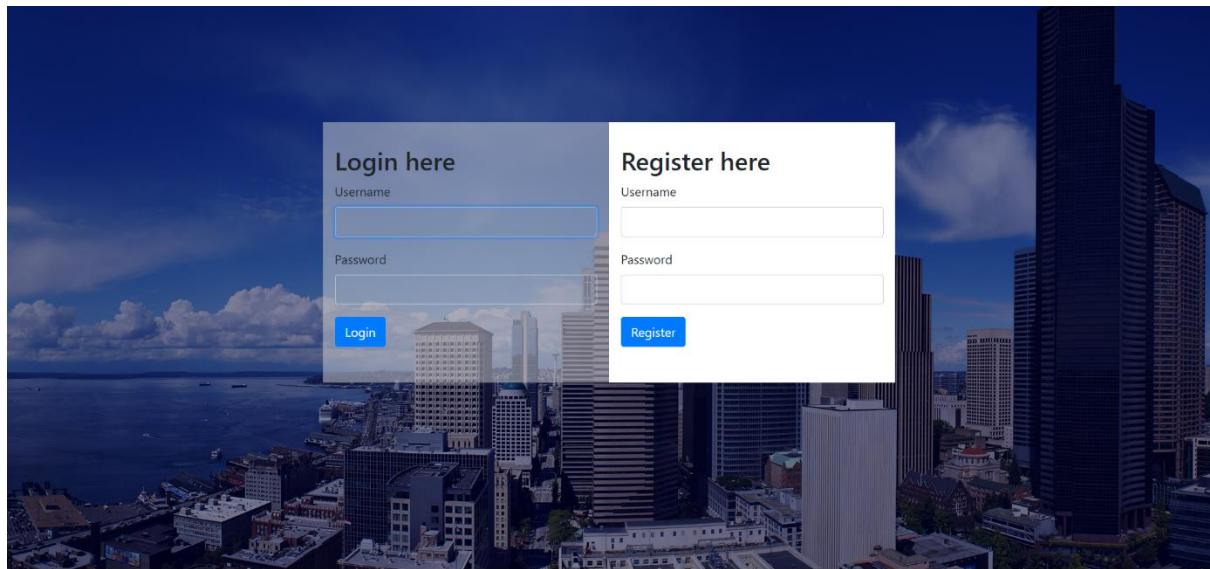 Login here
Username
Password
Login
Register here
Username
Password
Register